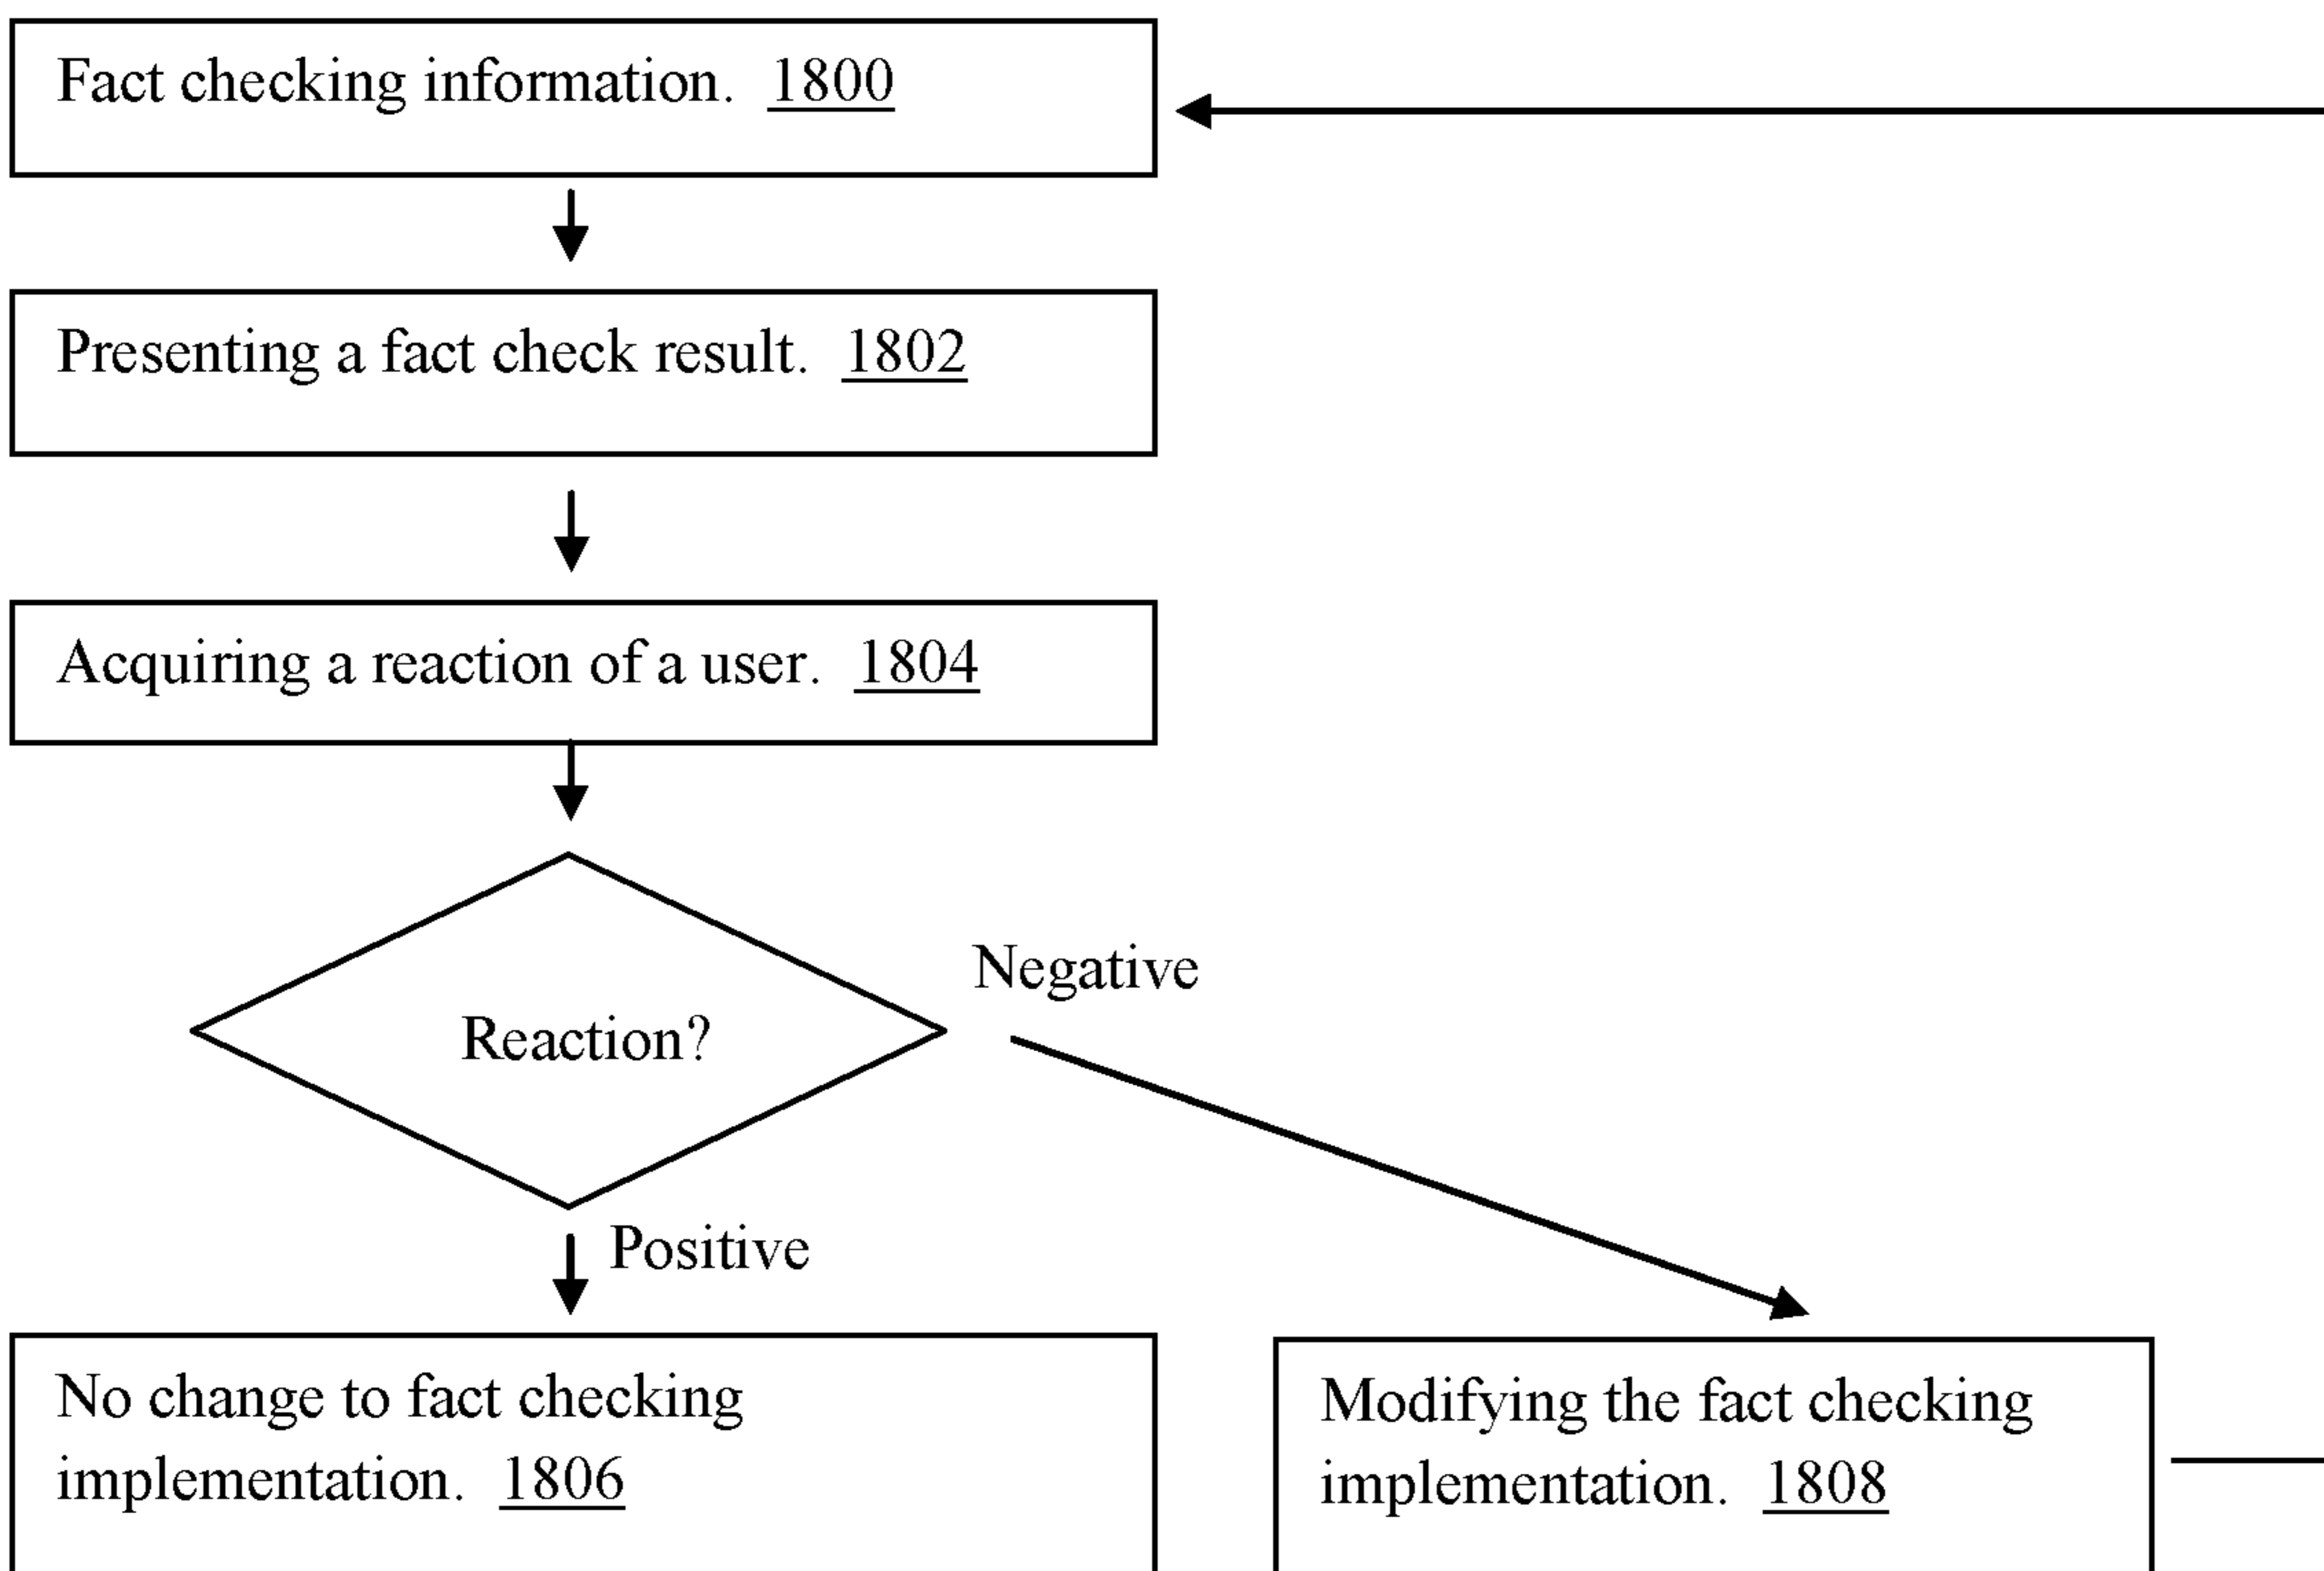 Fact checking information. 1800
Presenting a fact check result. 1802
Acquiring a reaction of a user. 1804
Negative
Reaction?
Positive
No change to fact checking
implementation. 1806
Modifying the fact checking
implementation. 1808